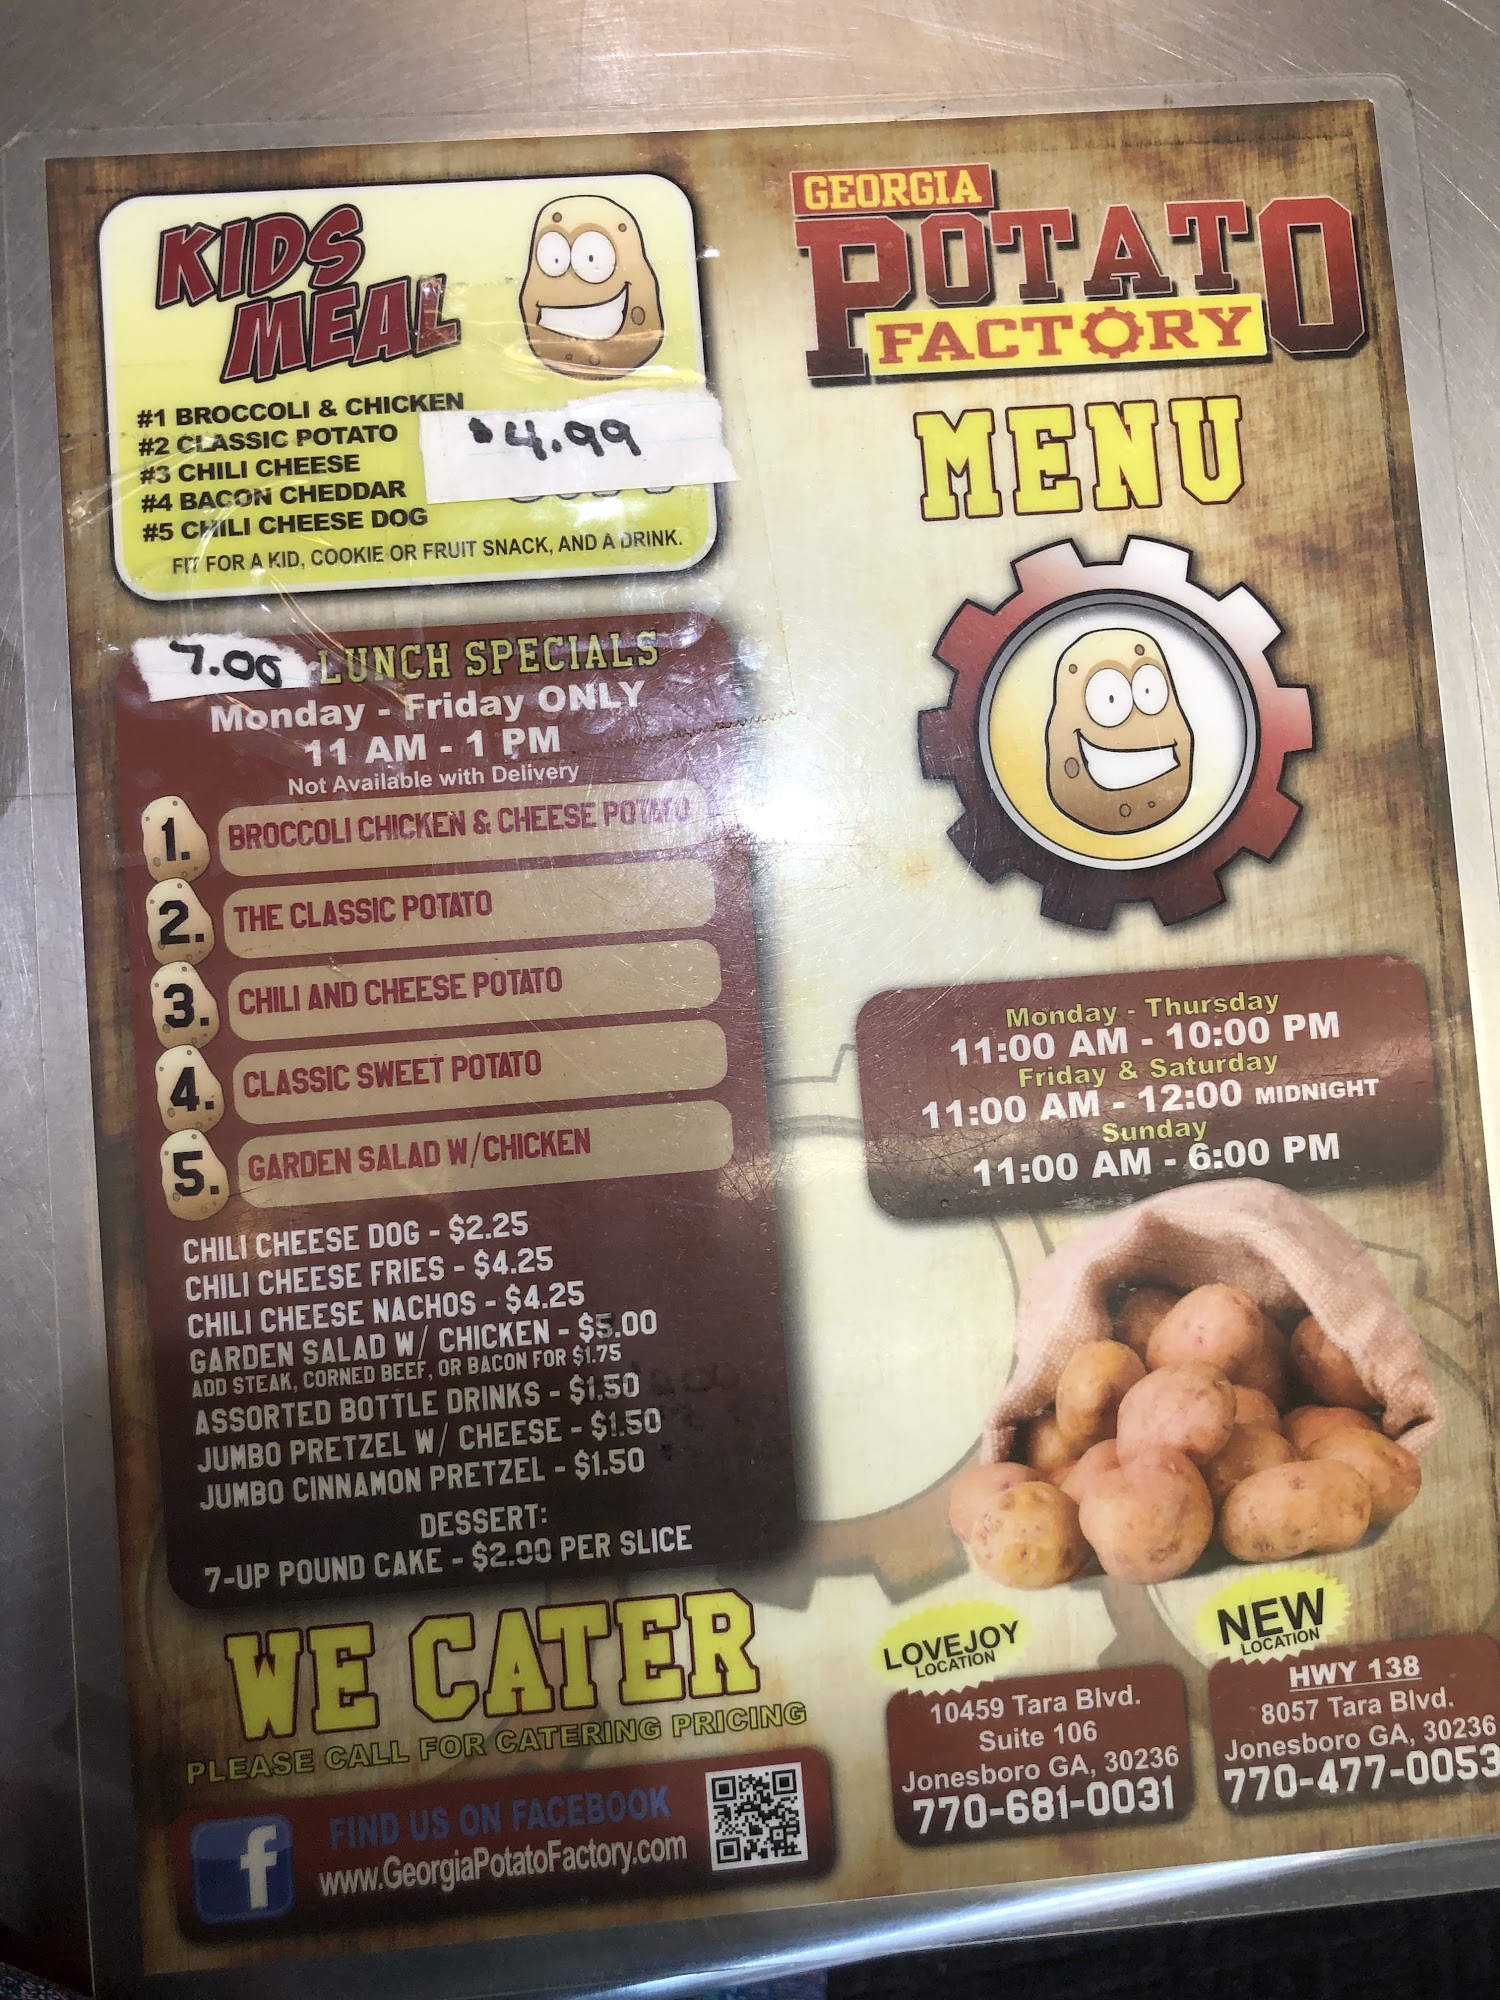 KIDS
MEAL
#1 BROCCOLI & CHICKEN
#2 CLASSIC POTATO
#3 CHILI CHEESE
#4 BACON CHEDDAR
#5 CHILI CHEESE DOG
$4.99
FIT FOR A KID, COOKIE OR FRUIT SNACK, AND A DRINK.
7.00 LUNCH SPECIALS
Monday - Friday ONLY
11 AM - 1 PM
Not Available with Delivery
1. BROCCOLI CHICKEN & CHEESE POTATO
2. THE CLASSIC POTATO
3. CHILI AND CHEESE POTATO
4. CLASSIC SWEET POTATO
5. GARDEN SALAD W/CHICKEN
CHILI CHEESE DOG - $2.25
CHILI CHEESE FRIES - $4.25
CHILI CHEESE NACHOS - $4.25
GARDEN SALAD W/ CHICKEN - $5.00
ADD STEAK, CORNED BEEF, OR BACON FOR $1.75
ASSORTED BOTTLE DRINKS - $1.50
JUMBO PRETZEL W/ CHEESE - $1.50
JUMBO CINNAMON PRETZEL - $1.50
DESSERT:
7-UP POUND CAKE - $2.00 PER SLICE
WE CATER
PLEASE CALL FOR CATERING PRICING
f
FIND US ON FACEBOOK
www.GeorgiaPotatoFactory.com
GEORGIA
POTATO
FACTORY
MENU
Monday - Thursday
11:00 AM - 10:00 PM
Friday & Saturday
11:00 AM - 12:00 MIDNIGHT
Sunday
11:00 AM - 6:00 PM
LOVEJOY
LOCATION
10459 Tara Blvd.
Suite 106
Jonesboro GA, 30236
770-681-0031
NEW
LOCATION
HWY 138
8057 Tara Blvd.
Jonesboro GA, 30236
770-477-0053